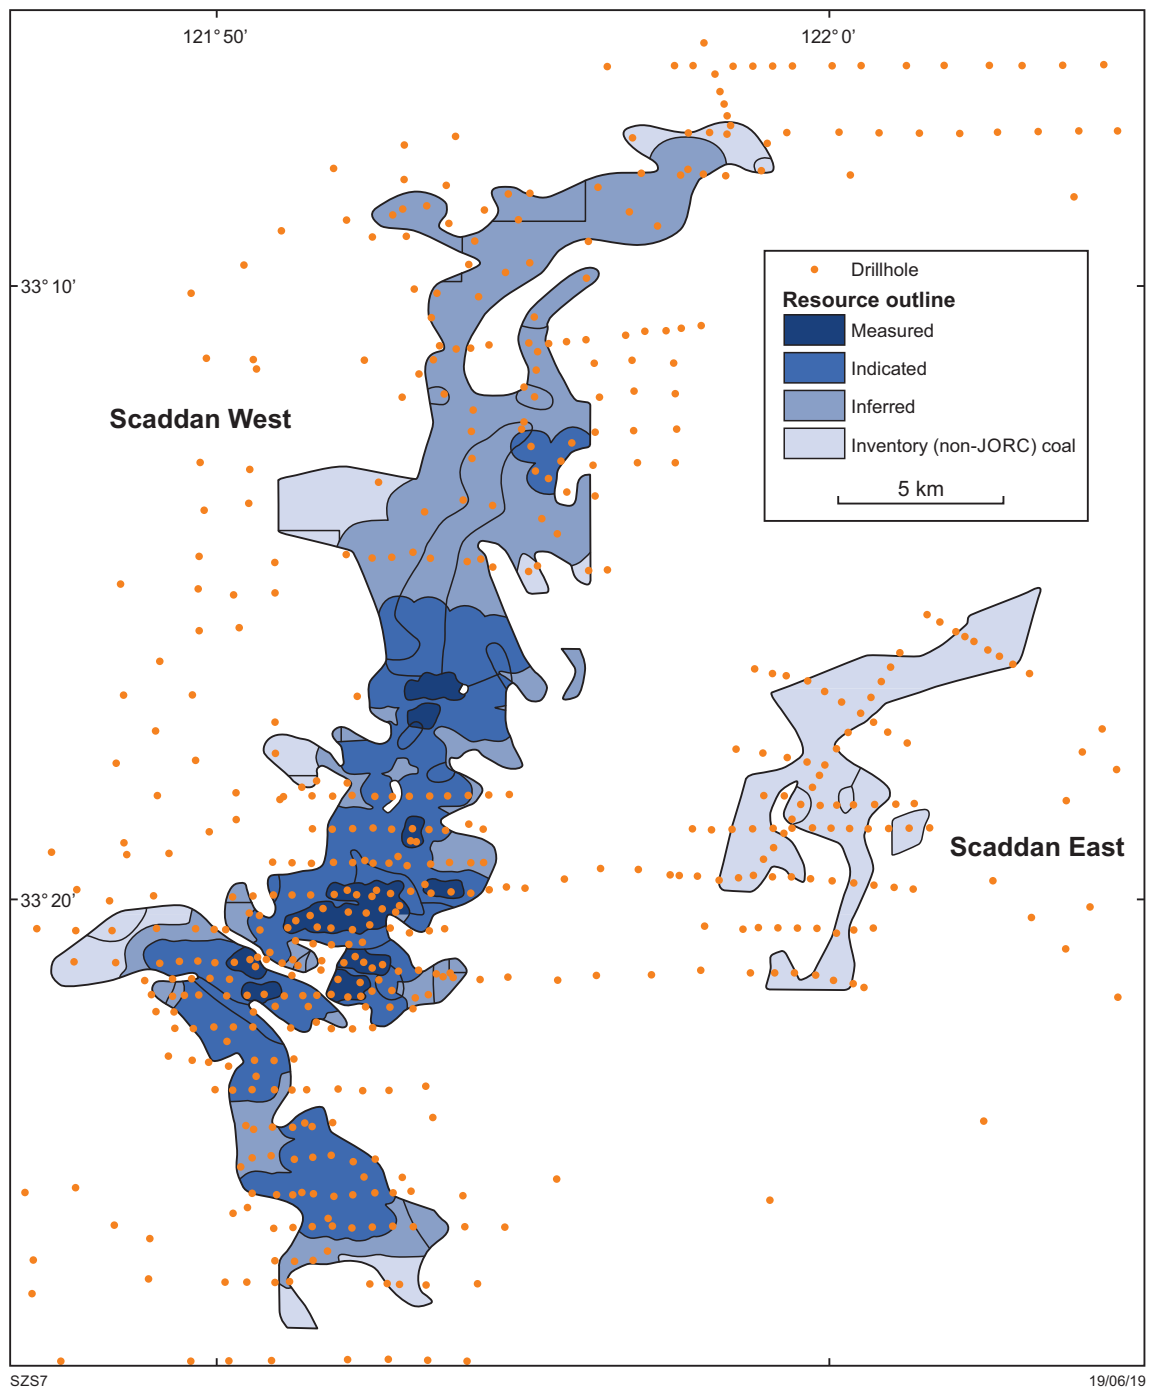 121° 50'
122° 0'
33° 10'
Drillhole
Resource outline
Measured
Indicated
Inferred
Inventory (non-JORC) coal
5 km
Scaddan West
Scaddan East
33° 20'
SZS7
19/06/19